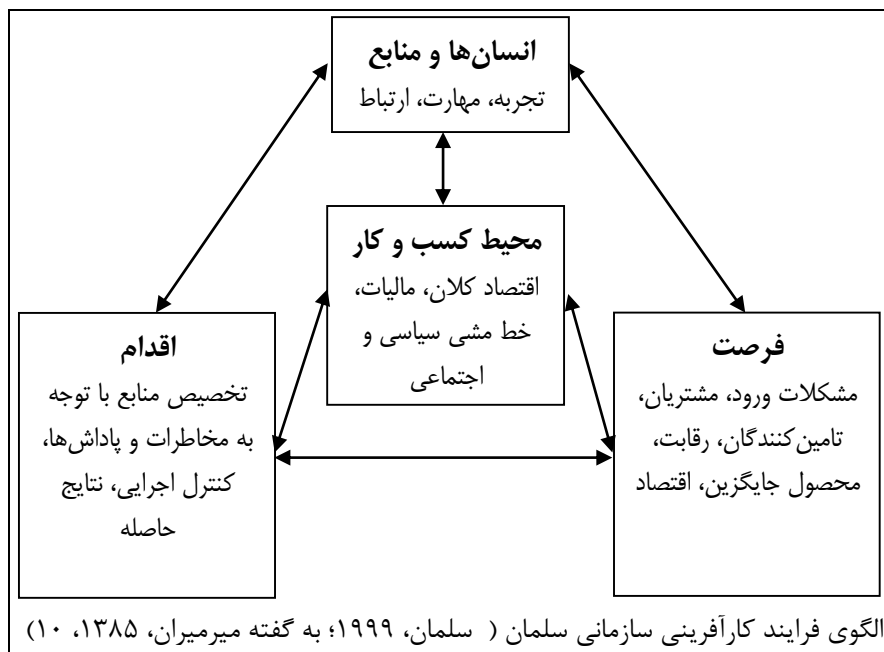 انسان‌ها و منابع
تجربه، مهارت، ارتباط
محیط کسب و کار
اقتصاد کلان، مالیات،
خط مشی سیاسی و
اجتماعی
فرصت
مشکلات ورود، مشتریان،
تامین‌کنندگان، رقابت،
محصول جایگزین، اقتصاد
اقدام
تخصیص منابع با توجه
به مخاطرات و پاداش‌ها،
کنترل اجرایی، نتایج
حاصله
الگوی فرایند کارآفرینی سازمانی سلمان ( سلمان، ۱۹۹۹؛ به گفته میرمیران، ۱۳۸۵، ۱۰)